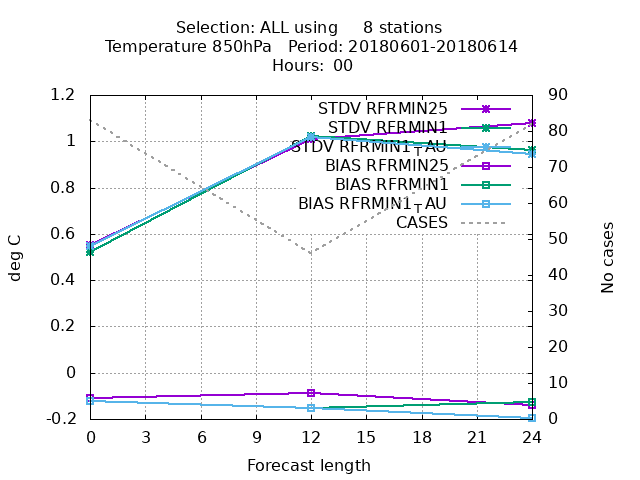 Selection: ALL using 8 stations
Temperature 850hPa Period: 20180601-20180614
Hours: 00
1.2
1
0.8
0.6
0.4
0.2
0
-0.2
deg C
90
80
70
60
50
40
30
20
10
0
No cases
STDV RFRMIN25
STDV RFRMIN1
STDV RFRMIN1TAU
BIAS RFRMIN25
BIAS RFRMIN1
BIAS RFRMIN1TAU
CASES
0 3 6 9 12 15 18 21 24
Forecast length